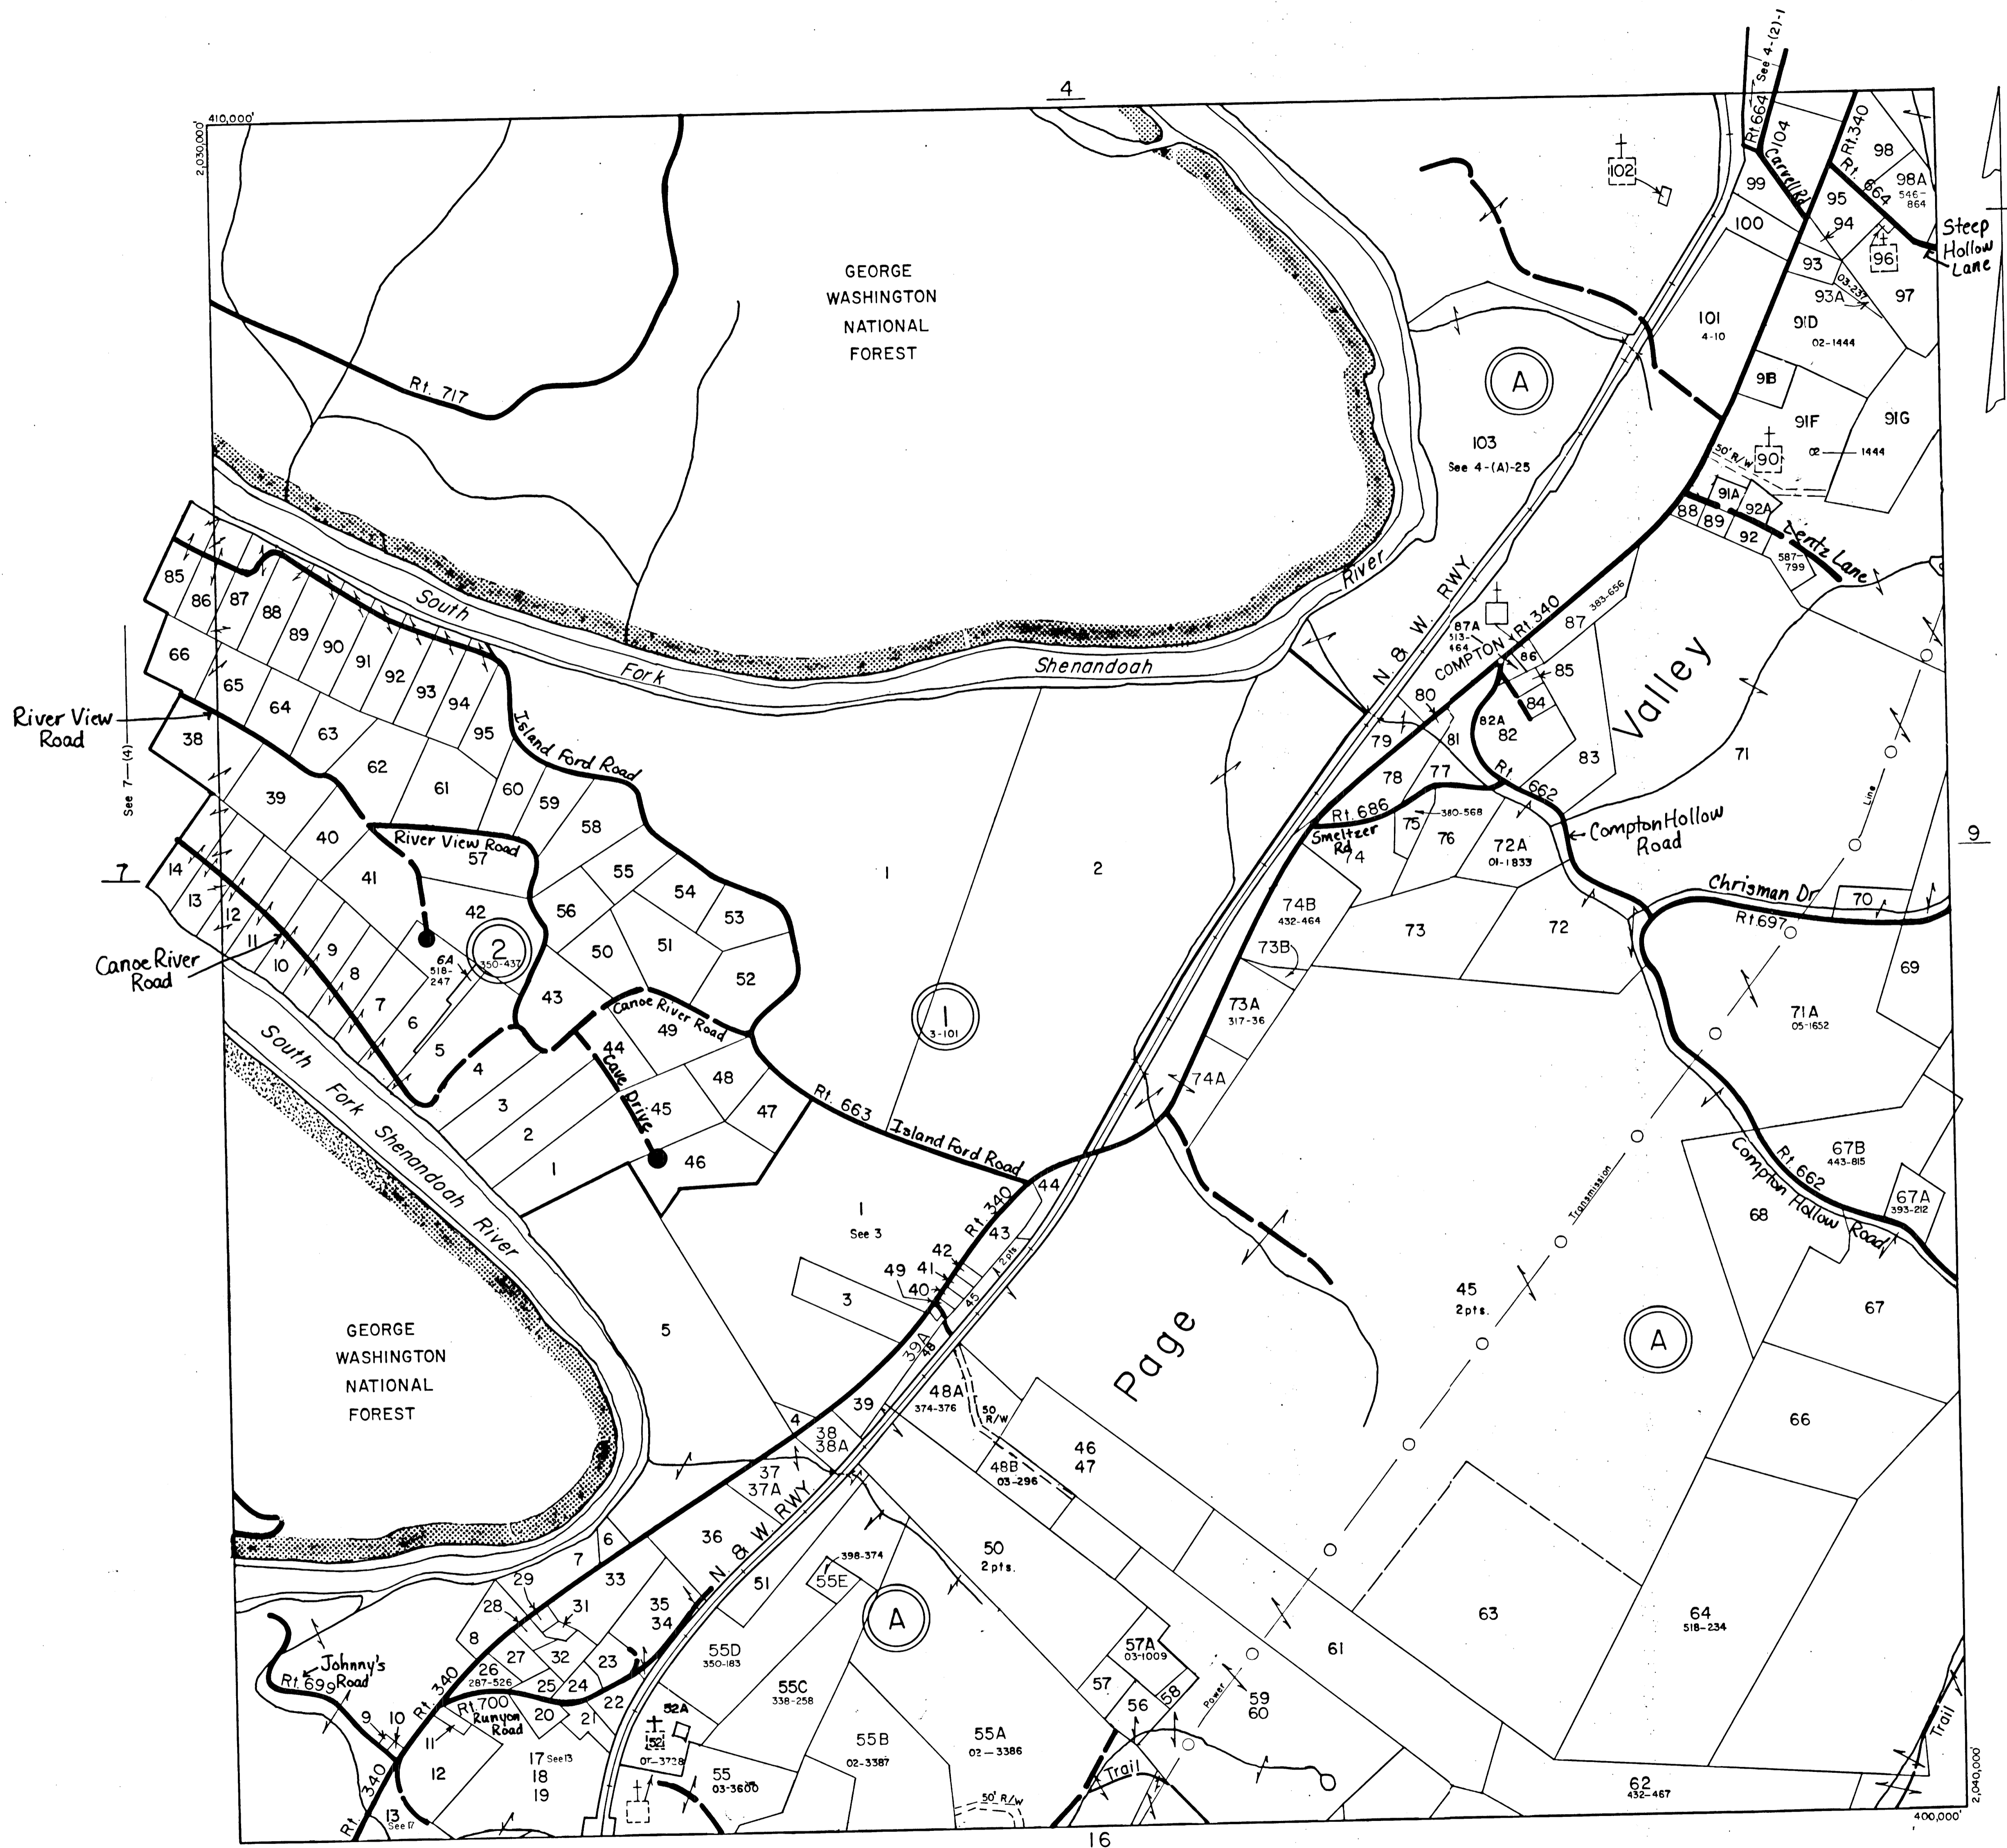 4
410,000'
2,030,000'
See 4-(2)-1
Rt.664
104
Carvell Rd
Rt.340
Rt. 664
98
98A
546-
864
99
95
94
100
96
93
03-237
93A
97
Steep
Hollow
Lane
102
GEORGE
WASHINGTON
NATIONAL
FOREST
Rt. 717
A
101
4-10
91D
02-1444
91B
91F
91G
02 1444
103
See 4-(A)-25
50' R/W
90
91A
92A
88
89
92
587-
799
Lentz Lane
South
Fork
Shenandoah
River
N. & W. RWY.
COMPTON
Rt.340
87A
513-
464
86
87
383-656
85
84
80
82A
82
81
79
83
78
77
Valley
71
Line
85
86
87
88
89
90
91
92
93
94
95
66
65
64
63
62
61
60
59
58
River View
Road
38
39
40
41
See 7-(4)
Island Ford Road
River View Road
57
55
54
53
56
50
51
52
42
2
350-437
6A
518-
247
43
7
14
13
12
11
10
9
8
7
6
5
4
3
2
1
Canoe River
Road
Canoe River Road
49
44
Cave Drive
45
48
47
46
1
2
1
3-101
Rt. 663
Island Ford Road
Rt.686
Smeltzer
Rd
74
75
380-568
76
72A
01-1833
Rt
662
Compton Hollow
Road
9
Chrisman Dr
Rt.697
70
69
74B
432-464
73B
73
72
73A
317-36
74A
71A
05-1652
67B
443-815
Rt. 662
Compton Hollow Road
67A
393-212
68
67
Transmission
45
2pts.
A
66
South Fork Shenandoah River
GEORGE
WASHINGTON
NATIONAL
FOREST
5
1
See 3
3
Rt. 340
44
43
2 pts
42
41
49
40
45
39A
48
48A
374-376
50
R/W
39
4
38
38A
37
37A
Page
46
47
48B
03-296
N. & W. RWY.
36
6
7
33
29
28
31
35
34
8
27
32
23
26
287-526
25
24
22
Rt.700
Runyon
Road
20
21
Johnny's
Road
Rt. 699
Rt. 340
9
10
11
12
17 See 13
18
19
13
See 17
Rt. 340
51
398-374
55E
A
50
2pts.
55D
350-183
55C
338-258
52A
52
07-3728
55
03-3600
55B
02-3387
55A
02-3386
50' R/W
57A
03-1009
57
56
58
Power
59
60
61
63
64
518-234
62
432-467
Trail
Trail
2,040,000'
400,000'
16